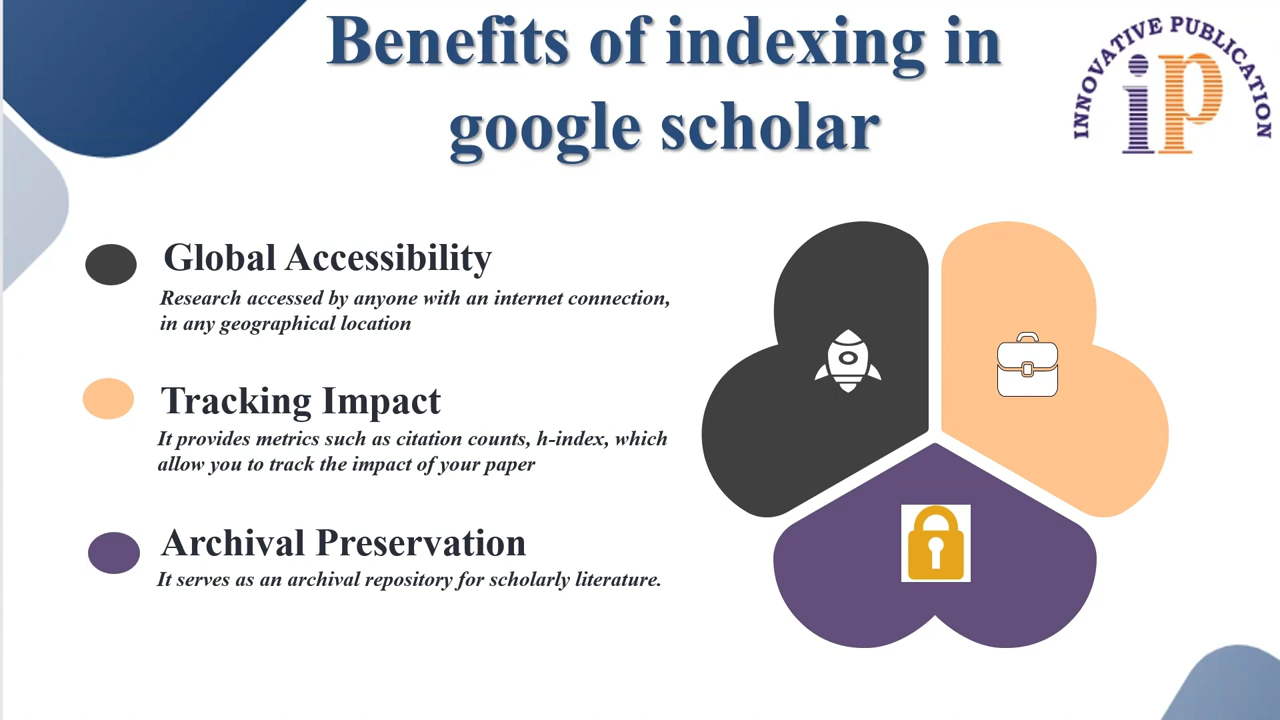 Benefits of indexing in
google scholar
INNOVATIVE PUBLICATION
ip
Global Accessibility
Research accessed by anyone with an internet connection,
in any geographical location
Tracking Impact
It provides metrics such as citation counts, h-index, which
allow you to track the impact of your paper
Archival Preservation
It serves as an archival repository for scholarly literature.